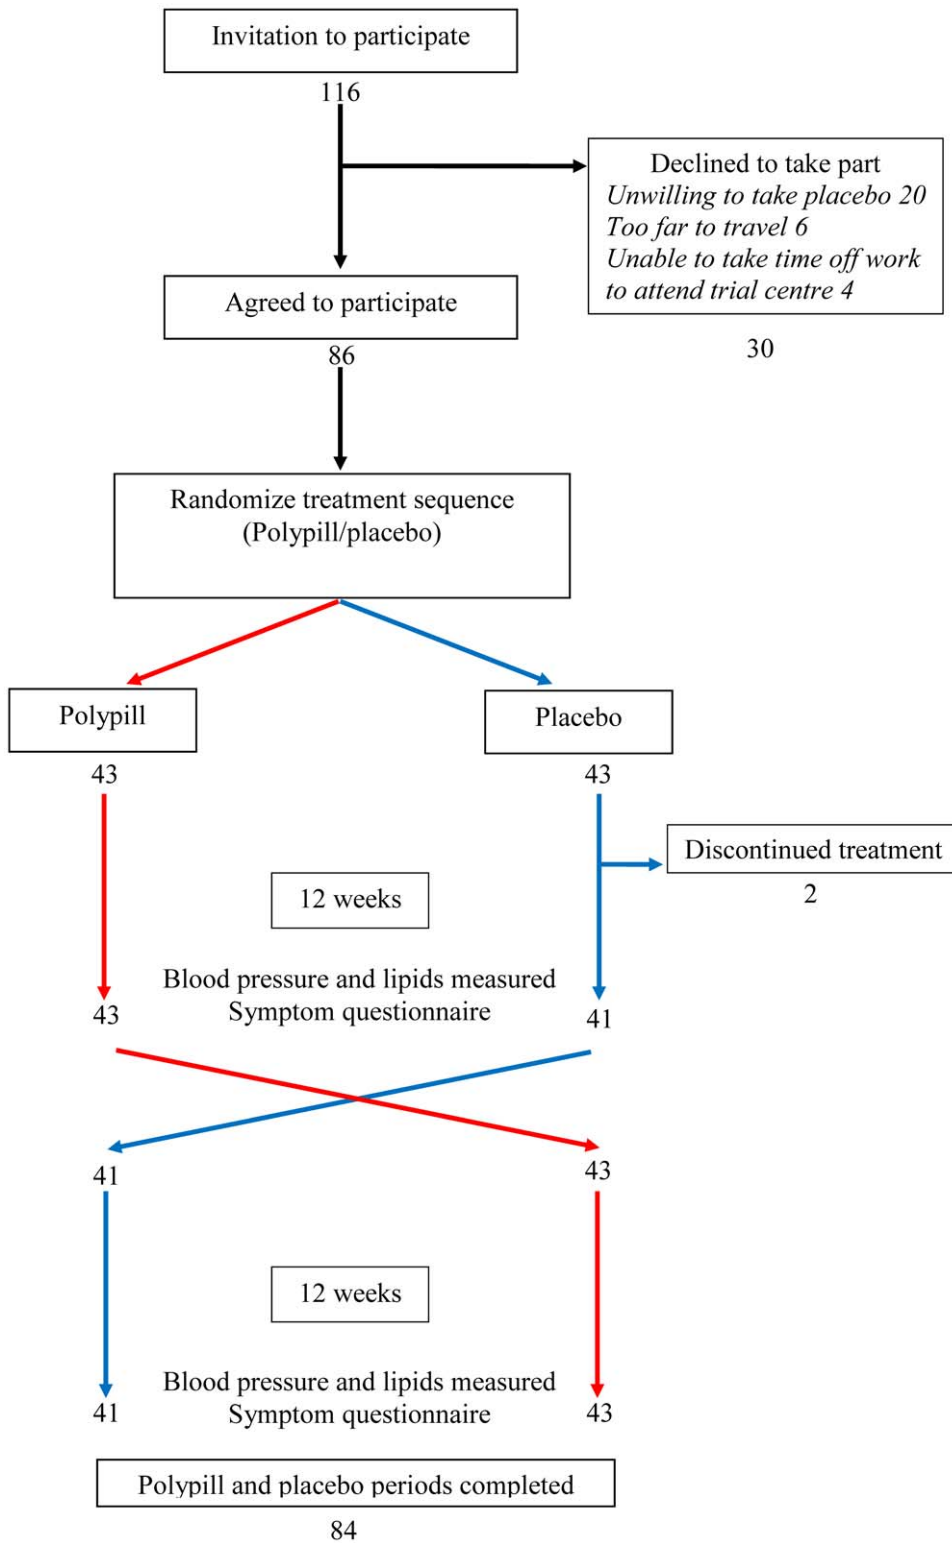 Invitation to participate
116
Declined to take part
Unwilling to take placebo 20
Too far to travel 6
Unable to take time off work
to attend trial centre 4
30
Agreed to participate
86
Randomize treatment sequence
(Polypill/placebo)
Polypill
43
Placebo
43
Discontinued treatment
2
12 weeks
Blood pressure and lipids measured
Symptom questionnaire
43
41
41
43
12 weeks
Blood pressure and lipids measured
Symptom questionnaire
41
43
Polypill and placebo periods completed
84